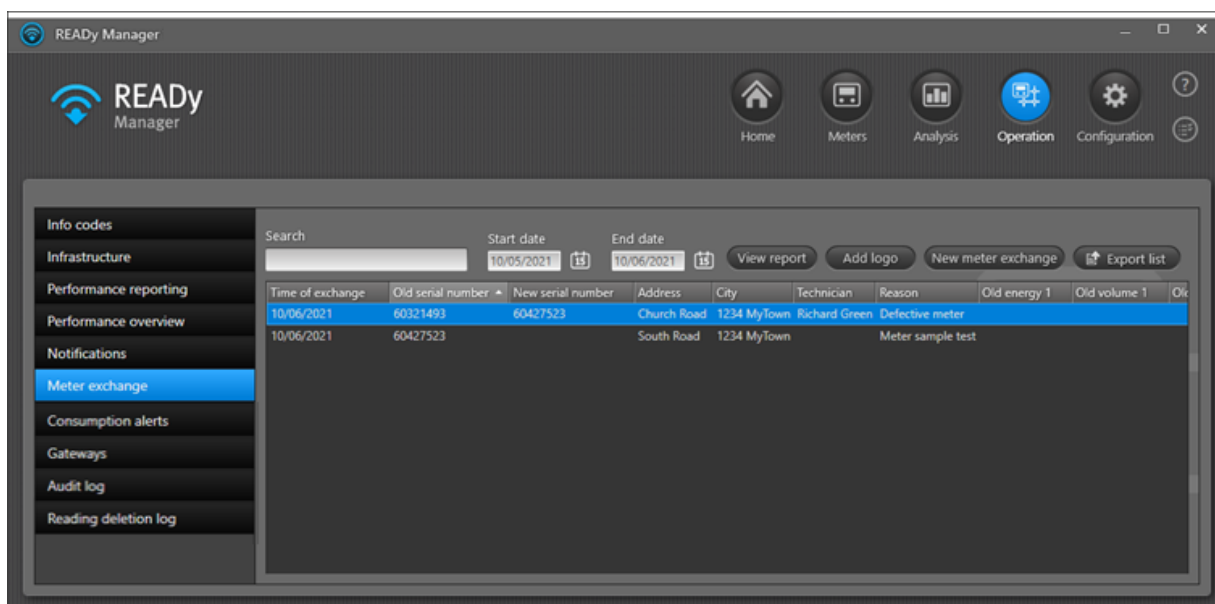 READy Manager
READy
Manager
Home Meters Analysis Operation Configuration
?
Info codes
Infrastructure
Performance reporting
Performance overview
Notifications
Meter exchange
Consumption alerts
Gateways
Audit log
Reading deletion log
Search Start date End date
10/05/2021 15 10/06/2021 15 View report Add logo New meter exchange Export list
Time of exchange Old serial number New serial number Address City Technician Reason Old energy 1 Old volume 1
10/06/2021 60321493 60427523 Church Road 1234 MyTown Richard Green Defective meter
10/06/2021 60427523 South Road 1234 MyTown Meter sample test